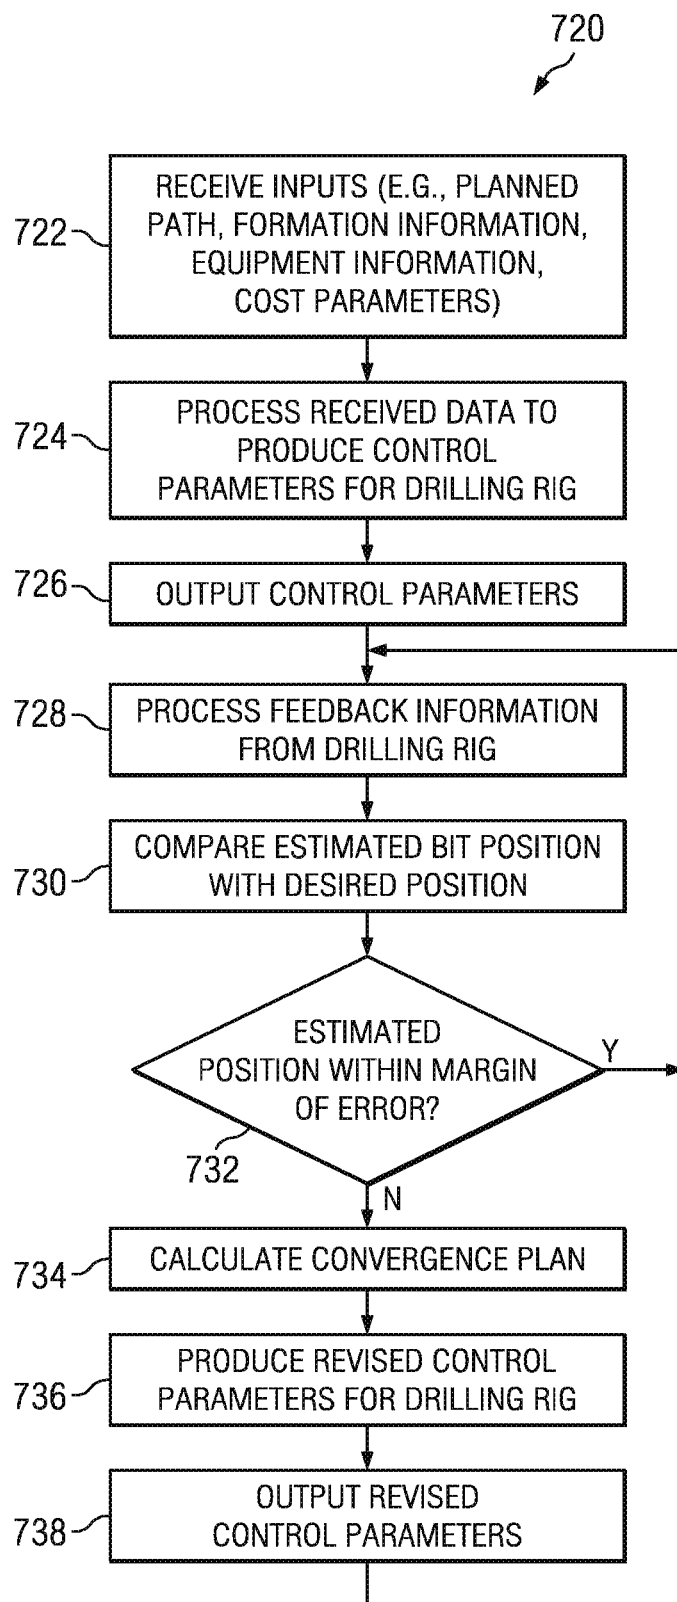 720
722
RECEIVE INPUTS (E.G., PLANNED
PATH, FORMATION INFORMATION,
EQUIPMENT INFORMATION,
COST PARAMETERS)
724
PROCESS RECEIVED DATA TO
PRODUCE CONTROL
PARAMETERS FOR DRILLING RIG
726
OUTPUT CONTROL PARAMETERS
728
PROCESS FEEDBACK INFORMATION
FROM DRILLING RIG
730
COMPARE ESTIMATED BIT POSITION
WITH DESIRED POSITION
ESTIMATED
POSITION WITHIN MARGIN
OF ERROR?
Y
732
N
734
CALCULATE CONVERGENCE PLAN
736
PRODUCE REVISED CONTROL
PARAMETERS FOR DRILLING RIG
738
OUTPUT REVISED
CONTROL PARAMETERS